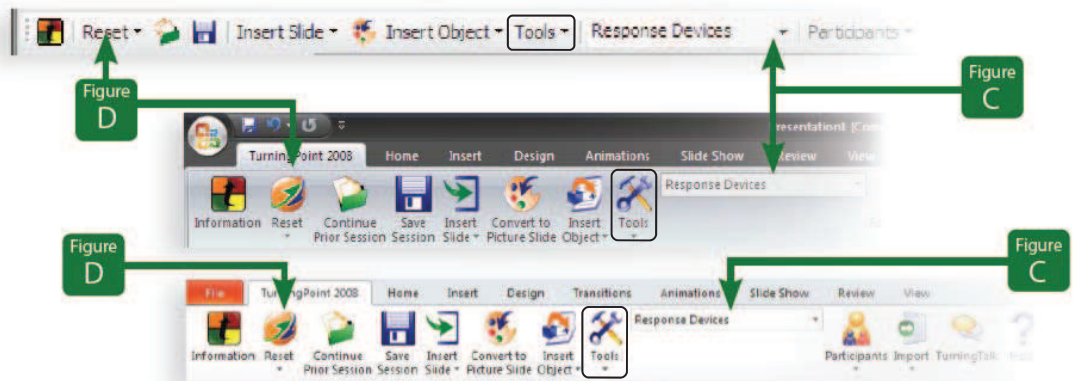 Reset Insert Slide Insert Object Tools Response Devices Participants
Figure
D
Figure
C
TurningPoint 2008 Home Insert Design Animations Slide Show Review View
Response Devices
Information Reset Continue Prior Session Save Session Insert Slide Convert to Picture Slide Insert Object Tools
Figure
D
Figure
C
File TurningPoint 2008 Home Insert Design Transitions Animations Slide Show Review View
Response Devices
Information Reset Continue Prior Session Save Session Insert Slide Convert to Picture Slide Insert Object Tools Participants Import TurningTalk